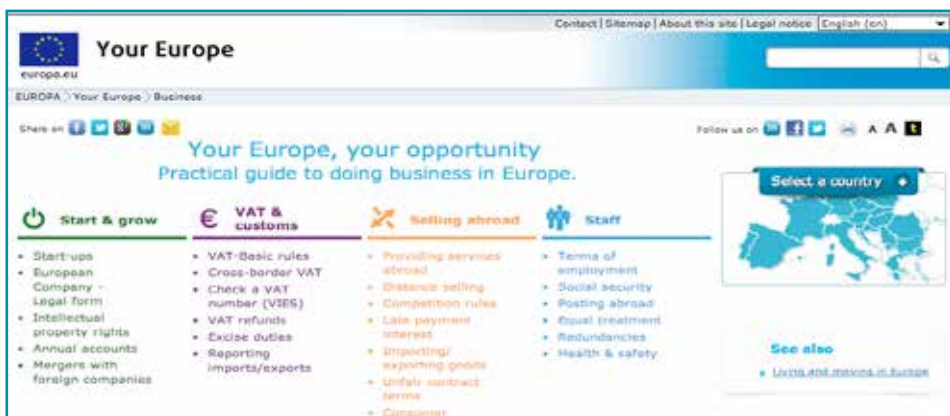 Contact | Sitemap | About this site | Legal notice English (en)
Your Europe
europa.eu
EUROPA > Your Europe > Business
Share on
Follow us on A A t
Your Europe, your opportunity
Practical guide to doing business in Europe.
Select a country
Start & grow
• Start-ups
• European
Company -
Legal form
• Intellectual
property rights
• Annual accounts
• Mergers with
foreign companies
€ VAT &
customs
• VAT-Basic rules
• Cross-border VAT
• Check a VAT
number (VIES)
• VAT refunds
• Excise duties
• Reporting
imports/exports
Selling abroad
• Providing services
abroad
• Distance selling
• Competition rules
• Late payment
interest
• Importing/
exporting goods
• Unfair contract
terms
• Consumer
Staff
• Terms of
employment
• Social security
• Posting abroad
• Equal treatment
• Redundancies
• Health & safety
See also
• Living and moving in Europe